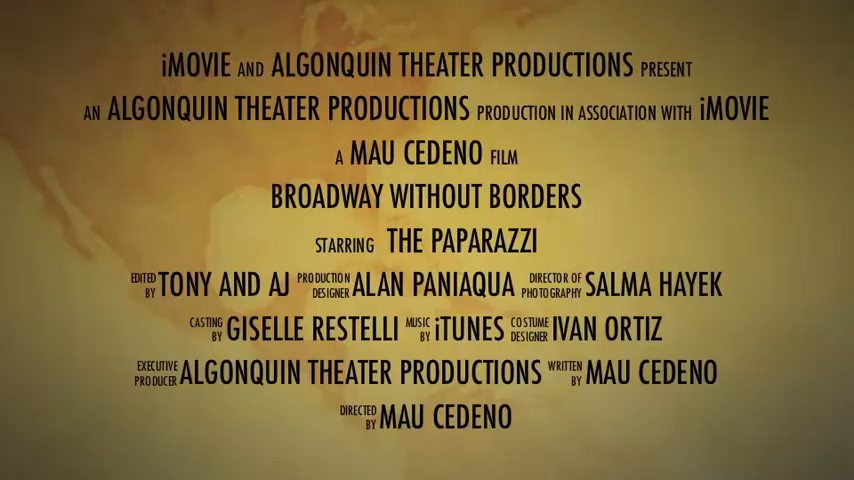 iMOVIE AND ALGONQUIN THEATER PRODUCTIONS PRESENT
AN ALGONQUIN THEATER PRODUCTIONS PRODUCTION IN ASSOCIATION WITH iMOVIE
A MAU CEDENO FILM
BROADWAY WITHOUT BORDERS
STARRING THE PAPARAZZI
EDITED BY TONY AND AJ PRODUCTION DESIGNER ALAN PANIAQUA DIRECTOR OF PHOTOGRAPHY SALMA HAYEK
CASTING BY GISELLE RESTELLI MUSIC BY iTUNES COSTUME DESIGNER IVAN ORTIZ
EXECUTIVE PRODUCER ALGONQUIN THEATER PRODUCTIONS WRITTEN BY MAU CEDENO
DIRECTED BY MAU CEDENO